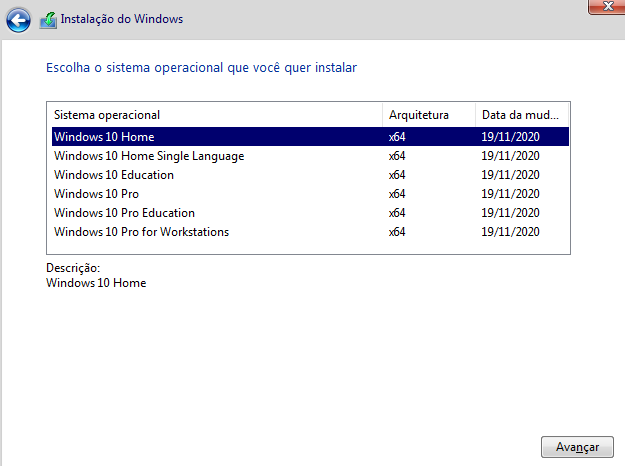 Instalação do Windows
Escolha o sistema operacional que você quer instalar
Sistema operacional Arquitetura Data da mud...
Windows 10 Home x64 19/11/2020
Windows 10 Home Single Language x64 19/11/2020
Windows 10 Education x64 19/11/2020
Windows 10 Pro x64 19/11/2020
Windows 10 Pro Education x64 19/11/2020
Windows 10 Pro for Workstations x64 19/11/2020
Descrição:
Windows 10 Home
Avançar